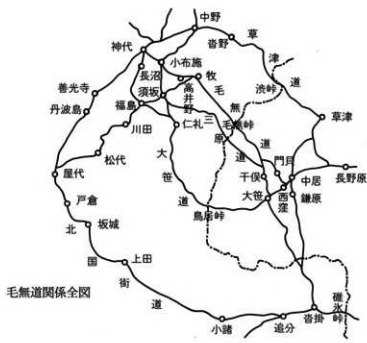 中野
沓野
草津道
神代
渋峠
長沼
小布施
牧
善光寺
須坂
高井野
毛無道
毛無峠
福島
草津
丹波島
川田
仁礼
三原道
門貝
松代
大笹道
干俣
中居
長野原
屋代
大笹
西窪
鎌原
戸倉
鳥居峠
坂城
北国街道
上田
毛無道関係全図
碓氷峠
小諸
追分
沓掛